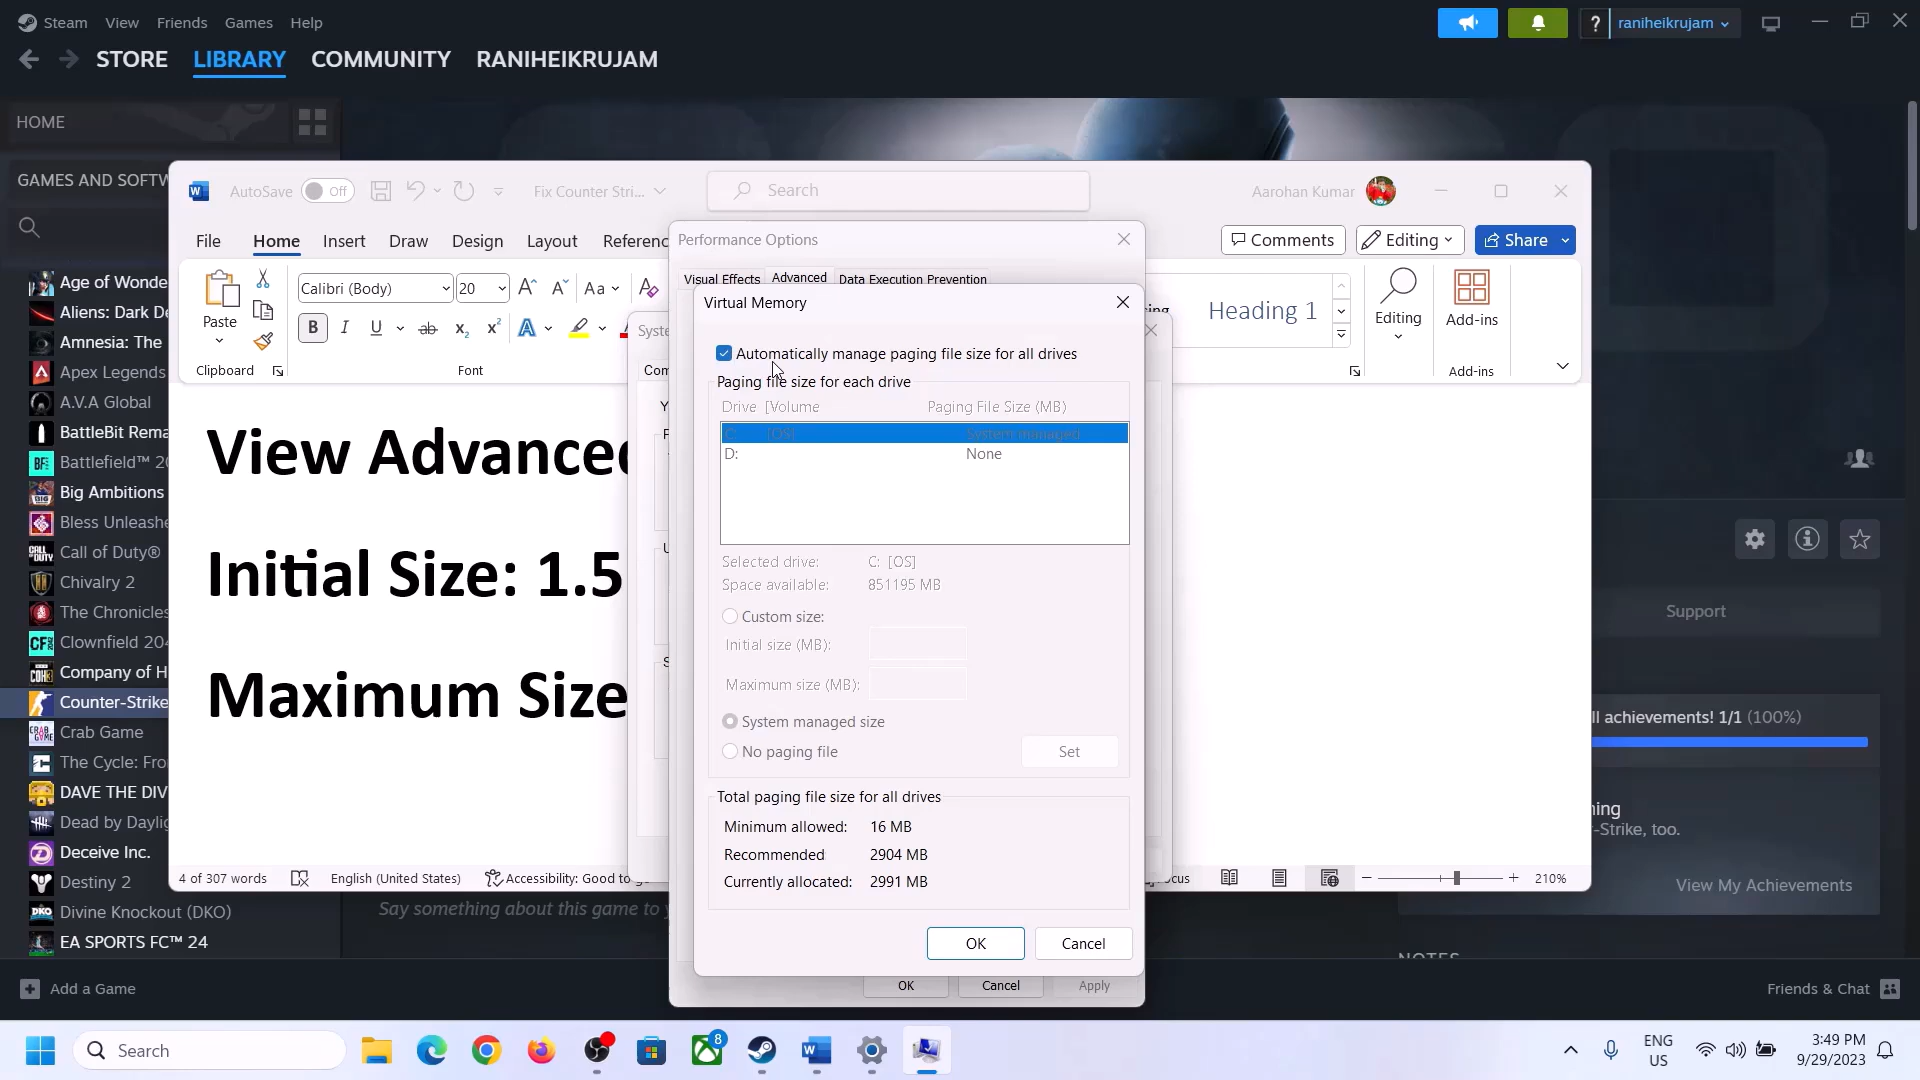 Steam View Friends Games Help
raniheikrujam
STORE LIBRARY COMMUNITY RANIHEIKRUJAM
HOME
GAMES AND SOFTW
Age of Wonde
Aliens: Dark De
Amnesia: The
Apex Legends
A.V.A Global
BattleBit Rema
Battlefield™ 20
Big Ambitions
Bless Unleashe
Call of Duty®
Chivalry 2
The Chronicles
Clownfield 204
Company of H
Counter-Strike
Crab Game
The Cycle: Fro
DAVE THE DIV
Dead by Daylig
Deceive Inc.
Destiny 2
Divine Knockout (DKO)
EA SPORTS FC™ 24
Add a Game
AutoSave Off Fix Counter Stri... Search Aarohan Kumar
File Home Insert Draw Design Layout Referenc Comments Editing Share
Paste
Calibri (Body) 20
Clipboard Font
Heading 1
Editing
Add-ins
Add-ins
View Advanced
Initial Size: 1.5
Maximum Size
4 of 307 words English (United States) Accessibility: Good to g 210%
Performance Options
Visual Effects Advanced Data Execution Prevention
Syste
Com
Virtual Memory
Automatically manage paging file size for all drives
Paging file size for each drive
Drive [Volume Paging File Size (MB)
C: [OS] System managed
D: None
Selected drive: C: [OS]
Space available: 851195 MB
Custom size:
Initial size (MB):
Maximum size (MB):
System managed size
No paging file Set
Total paging file size for all drives
Minimum allowed: 16 MB
Recommended 2904 MB
Currently allocated: 2991 MB
OK Cancel
OK Cancel Apply
Support
ll achievements! 1/1 (100%)
-Strike, too.
View My Achievements
Say something about this game to y
NOTES
Friends & Chat
Search
8
ENG
US
3:49 PM
9/29/2023